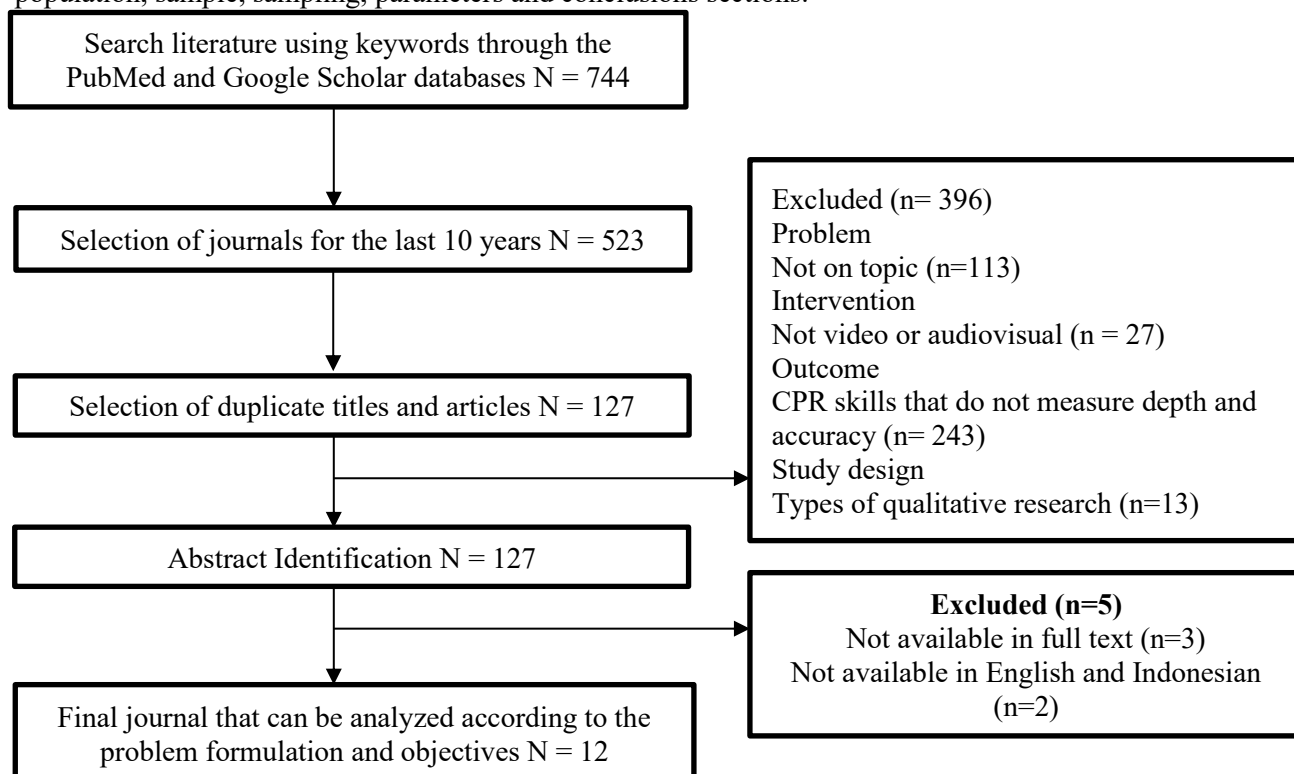 population, sample, sampling, parameters and conclusions sections.
Search literature using keywords through the
PubMed and Google Scholar databases N = 744
Selection of journals for the last 10 years N = 523
Selection of duplicate titles and articles N = 127
Excluded (n= 396)
Problem
Not on topic (n=113)
Intervention
Not video or audiovisual (n = 27)
Outcome
CPR skills that do not measure depth and
accuracy (n= 243)
Study design
Types of qualitative research (n=13)
Abstract Identification N = 127
Excluded (n=5)
Not available in full text (n=3)
Not available in English and Indonesian
(n=2)
Final journal that can be analyzed according to the
problem formulation and objectives N = 12